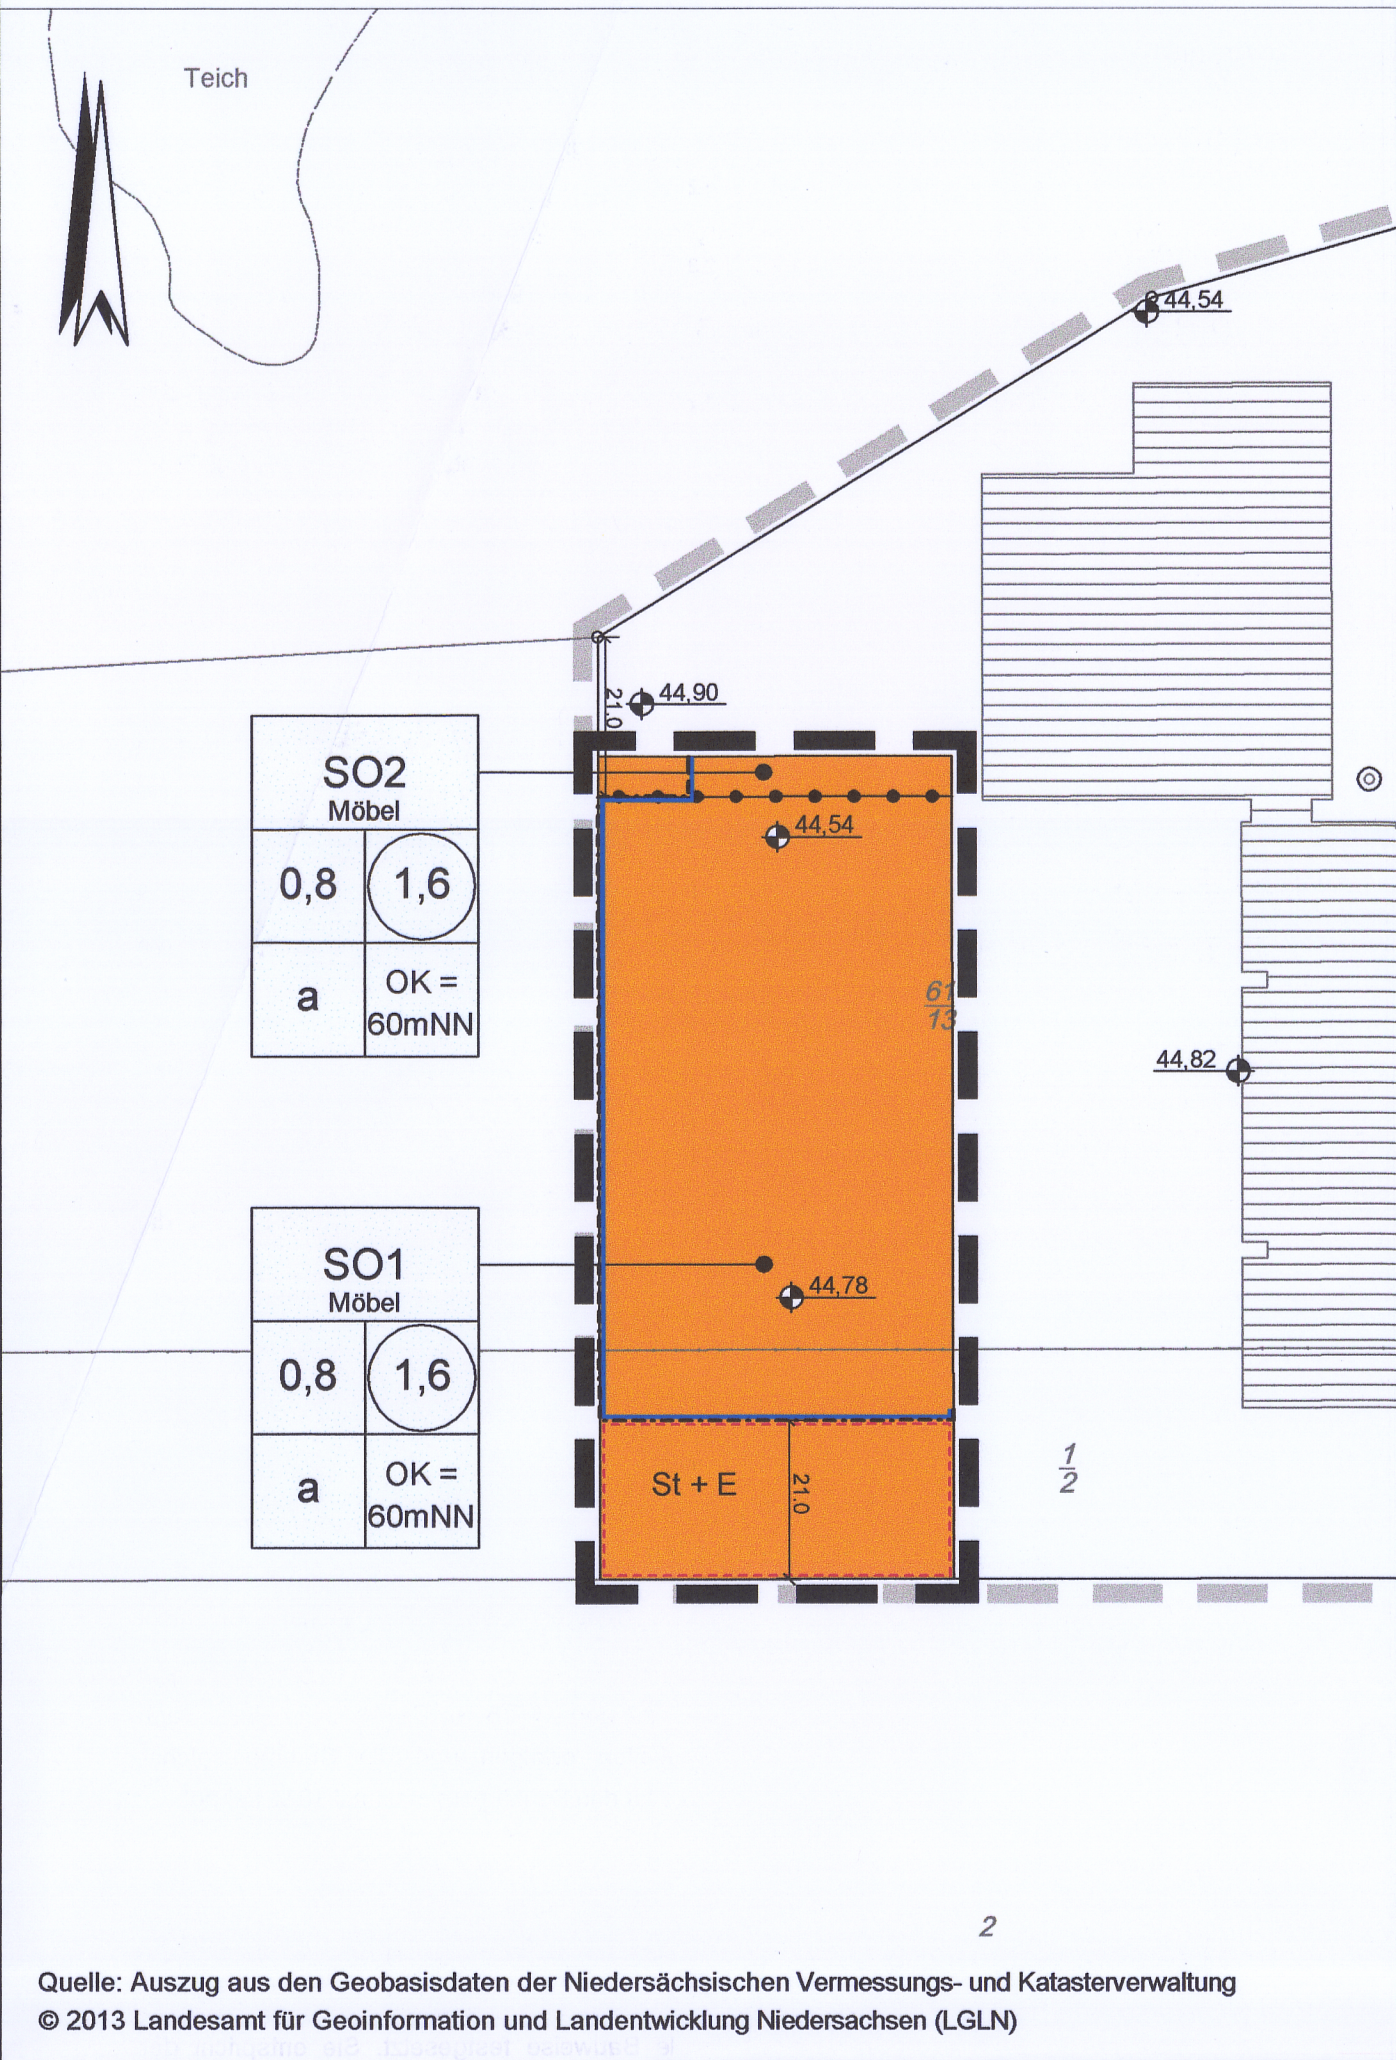 Teich
44,54
44,90
21.0
SO2
Möbel
0,8
1,6
a
OK =
60mNN
44,54
61
13
44,82
SO1
Möbel
0,8
1,6
a
OK =
60mNN
44,78
1
2
St + E
21.0
2
Quelle: Auszug aus den Geobasisdaten der Niedersächsischen Vermessungs- und Katasterverwaltung
© 2013 Landesamt für Geoinformation und Landentwicklung Niedersachsen (LGLN)